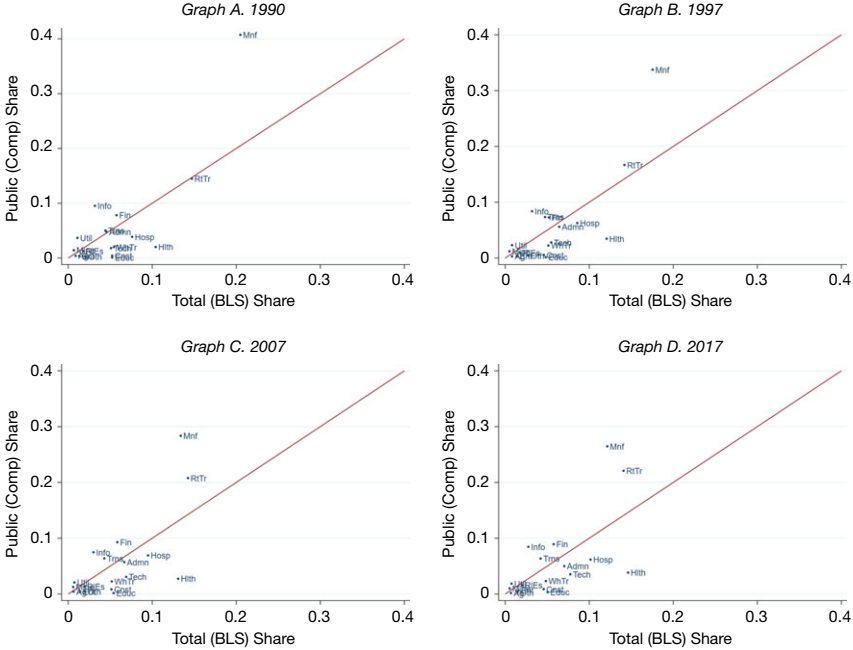 Graph A. 1990
Public (Comp) Share
0.4
0.3
0.2
0.1
0
Mnf
RtTr
Info
Fin
Admn
Util
Hosp
WhTr
Tech
Hlth
Cnst
Educ
0 0.1 0.2 0.3 0.4
Total (BLS) Share
Graph B. 1997
Public (Comp) Share
0.4
0.3
0.2
0.1
0
Mnf
RtTr
Info
Hosp
Admn
Hlth
Tech
WhTr
Util
Cnst
Educ
0 0.1 0.2 0.3 0.4
Total (BLS) Share
Graph C. 2007
Public (Comp) Share
0.4
0.3
0.2
0.1
0
Mnf
RtTr
Fin
Info
Trns
Hosp
Admn
Tech
Hlth
WhTr
Util
Cnst
Educ
0 0.1 0.2 0.3 0.4
Total (BLS) Share
Graph D. 2017
Public (Comp) Share
0.4
0.3
0.2
0.1
0
Mnf
RtTr
Info
Fin
Trns
Hosp
Admn
Tech
Hlth
WhTr
Cnst
Educ
0 0.1 0.2 0.3 0.4
Total (BLS) Share